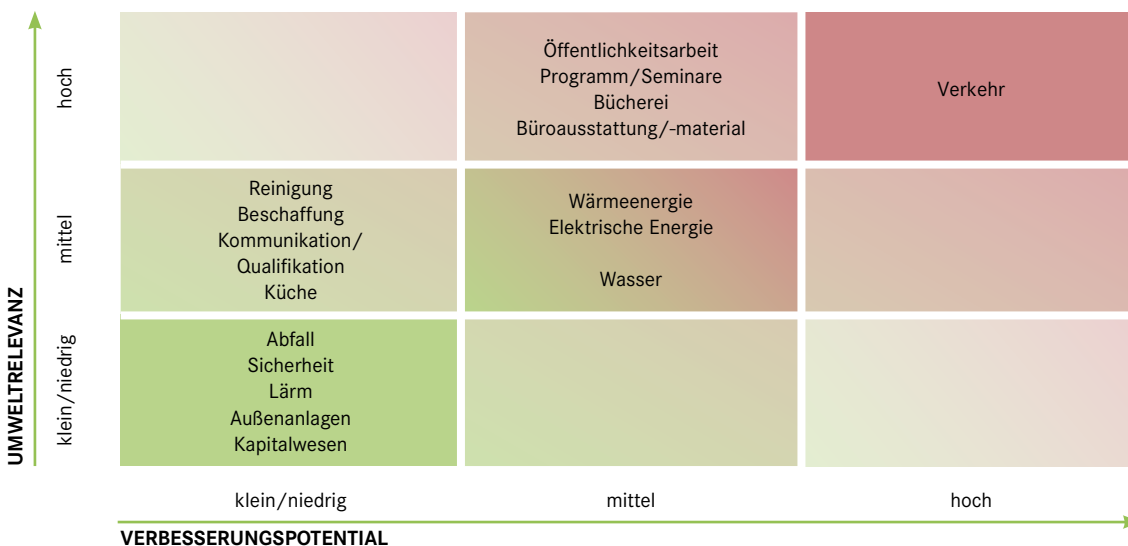 UMWELTRELEVANZ
hoch
Öffentlichkeitsarbeit
Programm/Seminare
Bücherei
Büroausstattung/-material
Verkehr
mittel
Reinigung
Beschaffung
Kommunikation/
Qualifikation
Küche
Wärmeenergie
Elektrische Energie
Wasser
klein/niedrig
Abfall
Sicherheit
Lärm
Außenanlagen
Kapitalwesen
klein/niedrig
mittel
hoch
VERBESSERUNGSPOTENTIAL